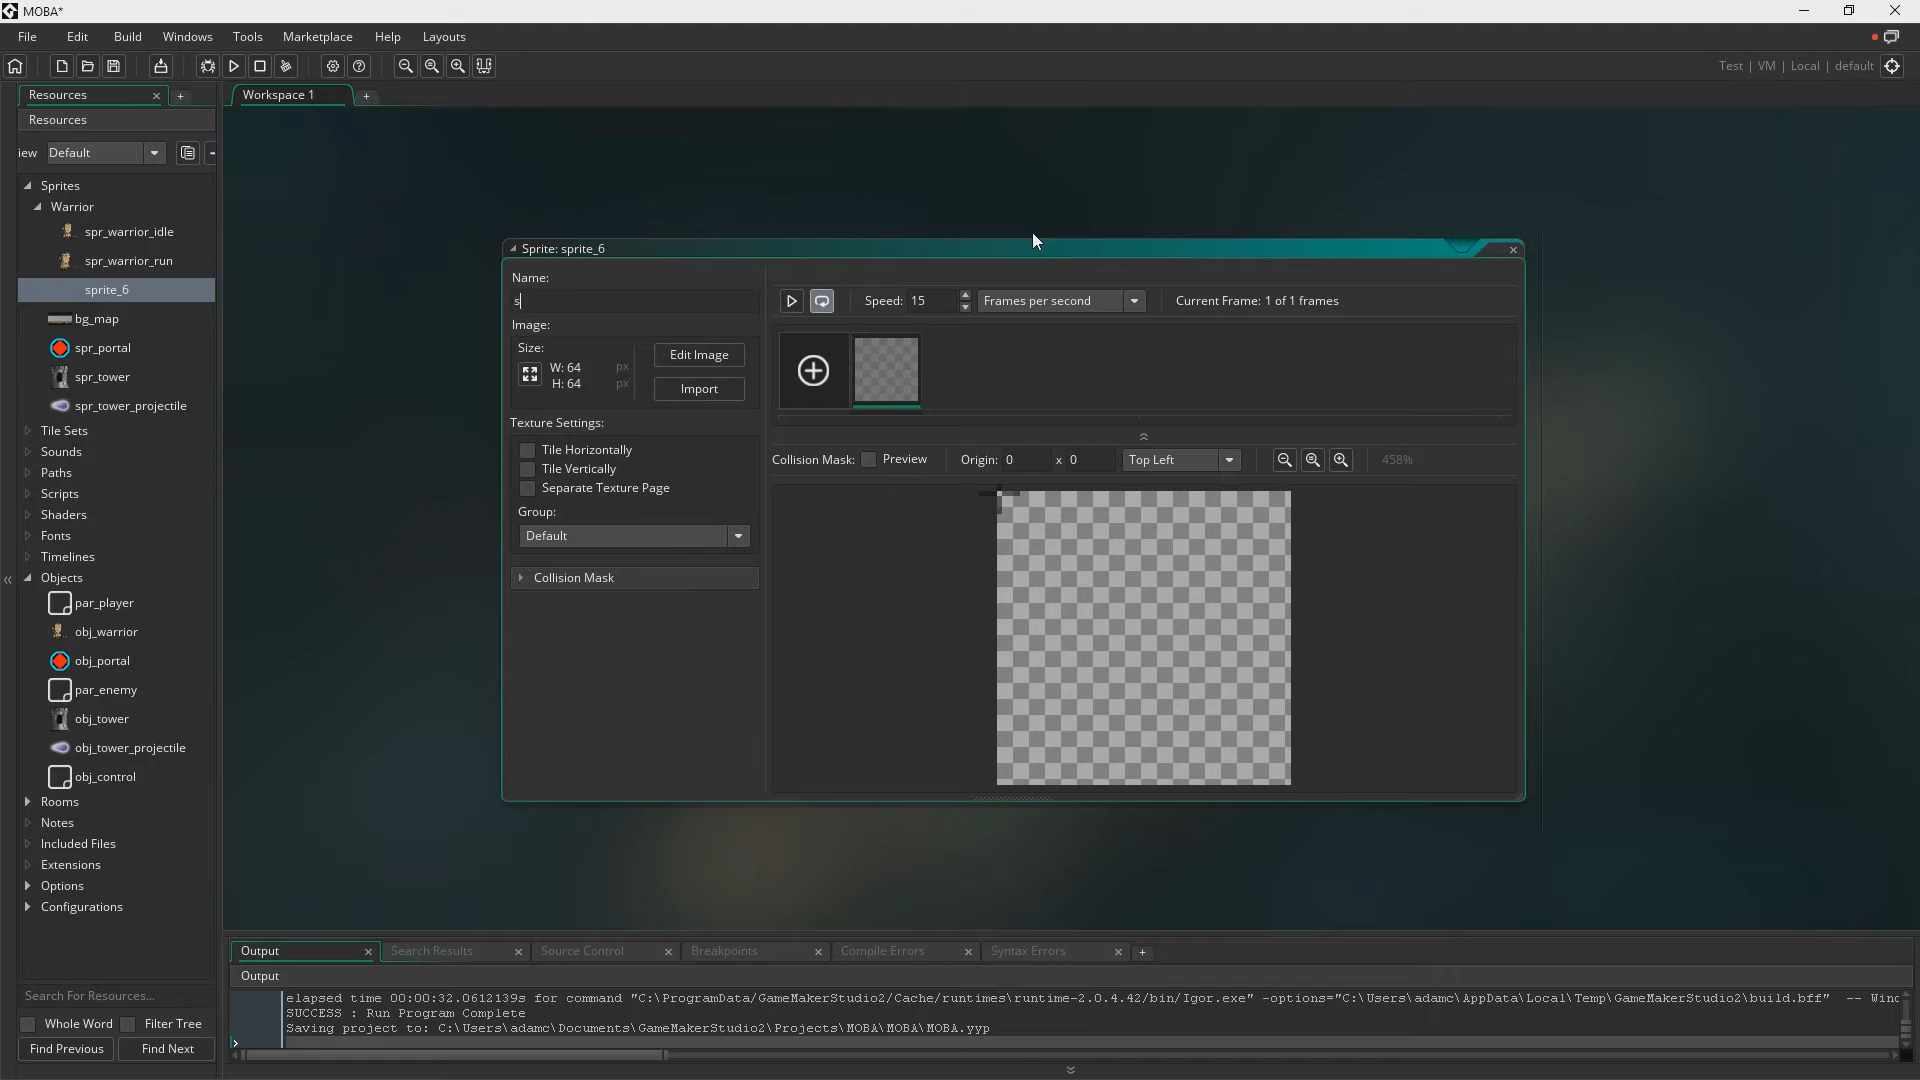 MOBA*
File Edit Build Windows Tools Marketplace Help Layouts
Test | VM | Local | default
Resources
Workspace 1
Resources
iew Default
Sprites
Warrior
spr_warrior_idle
spr_warrior_run
sprite_6
bg_map
spr_portal
spr_tower
spr_tower_projectile
Tile Sets
Sounds
Paths
Scripts
Shaders
Fonts
Timelines
Objects
par_player
obj_warrior
obj_portal
par_enemy
obj_tower
obj_tower_projectile
obj_control
Rooms
Notes
Included Files
Extensions
Options
Configurations
Search For Resources...
Whole Word Filter Tree
Find Previous Find Next
Sprite: sprite_6
Name:
s
Image:
Size:
W: 64 px
H: 64 px
Edit Image
Import
Texture Settings:
Tile Horizontally
Tile Vertically
Separate Texture Page
Group:
Default
Collision Mask
Speed: 15 Frames per second Current Frame: 1 of 1 frames
Collision Mask: Preview Origin: 0 x 0 Top Left 458%
Output Search Results Source Control Breakpoints Compile Errors Syntax Errors
Output
elapsed time 00:00:32.0612139s for command "C:\ProgramData/GameMakerStudio2/Cache/runtimes\runtime-2.0.4.42/bin/Igor.exe" -options="C:\Users\adamc\AppData\Local\Temp\GameMakerStudio2\build.bff" -- Winc
SUCCESS : Run Program Complete
Saving project to: C:\Users\adamc\Documents\GameMakerStudio2\Projects\MOBA\MOBA\MOBA.yyp